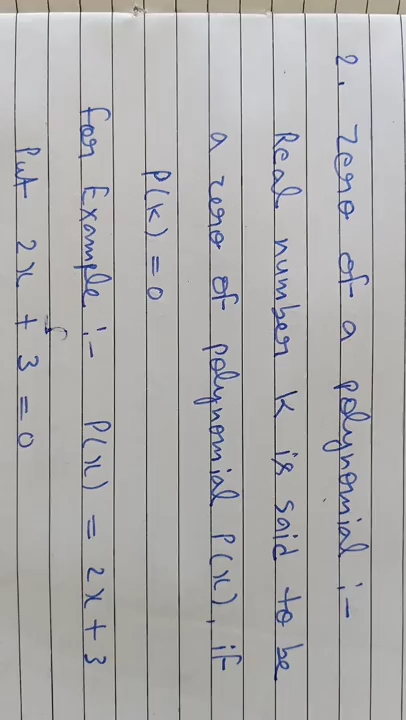 2. Zero of a polynomial :-
Real number K is said to be
a zero of polynomial P(x), if
P(K) = 0
for Example :- P(x) = 2x + 3
Put 2x + 3 = 0